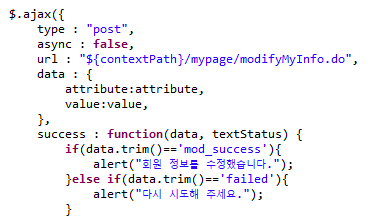 $.ajax({
    type : "post",
    async : false,
    url : "${contextPath}/mypage/modifyMyInfo.do",
    data : {
        attribute:attribute,
        value:value,
    },
    success : function(data, textStatus) {
        if(data.trim()=='mod_success'){
            alert("회원 정보를 수정했습니다.");
        }else if(data.trim()=='failed'){
            alert("다시 시도해 주세요.");
        }